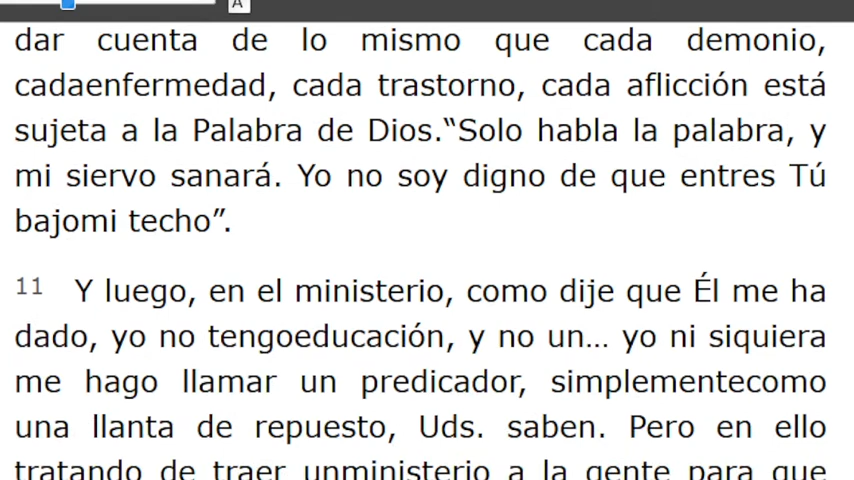 A
dar cuenta de lo mismo que cada demonio,
cadaenfermedad, cada trastorno, cada aflicción está
sujeta a la Palabra de Dios.“Solo habla la palabra, y
mi siervo sanará. Yo no soy digno de que entres Tú
bajomi techo”.
11 Y luego, en el ministerio, como dije que Él me ha
dado, yo no tengoeducación, y no un... yo ni siquiera
me hago llamar un predicador, simplementecomo
una llanta de repuesto, Uds. saben. Pero en ello
tratando de traer unministerio a la gente para que